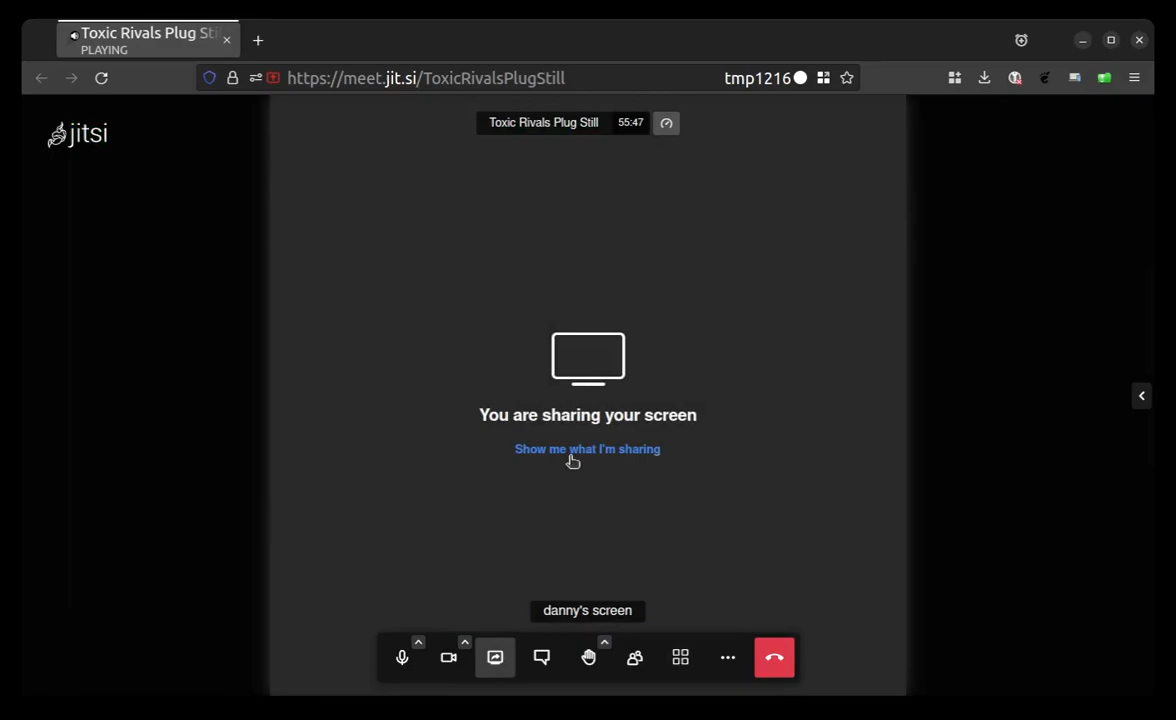 Toxic Rivals Plug Sti
PLAYING
https://meet.jit.si/ToxicRivalsPlugStill
tmp1216
jitsi
Toxic Rivals Plug Still 55:47
You are sharing your screen
Show me what I'm sharing
danny's screen